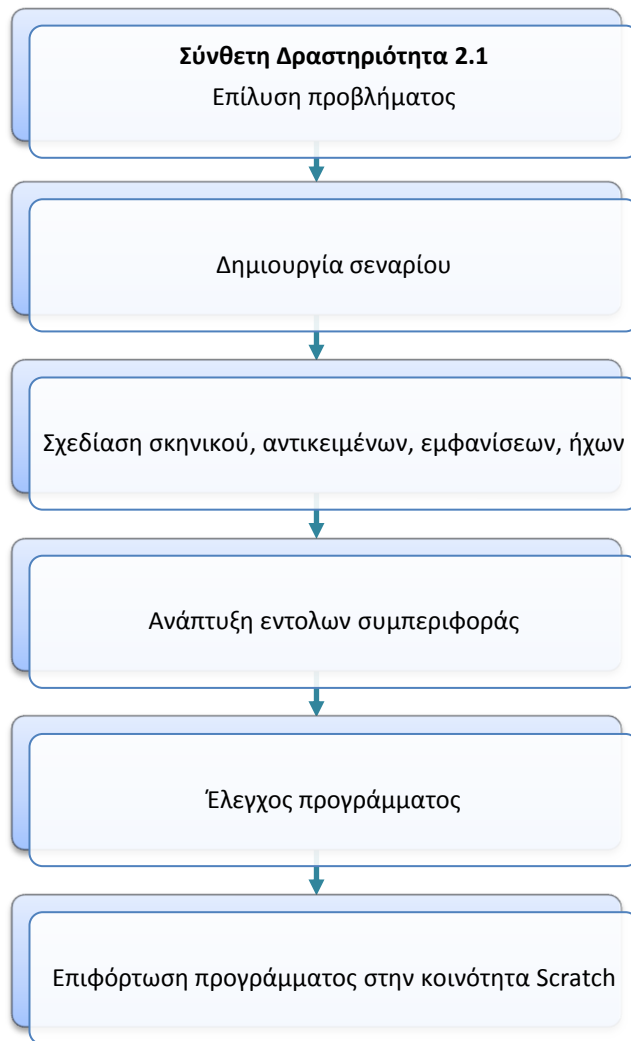 Σύνθετη Δραστηριότητα 2.1
Επίλυση προβλήματος
Δημιουργία σεναρίου
Σχεδίαση σκηνικού, αντικειμένων, εμφανίσεων, ήχων
Ανάπτυξη εντολων συμπεριφοράς
Έλεγχος προγράμματος
Επιφόρτωση προγράμματος στην κοινότητα Scratch